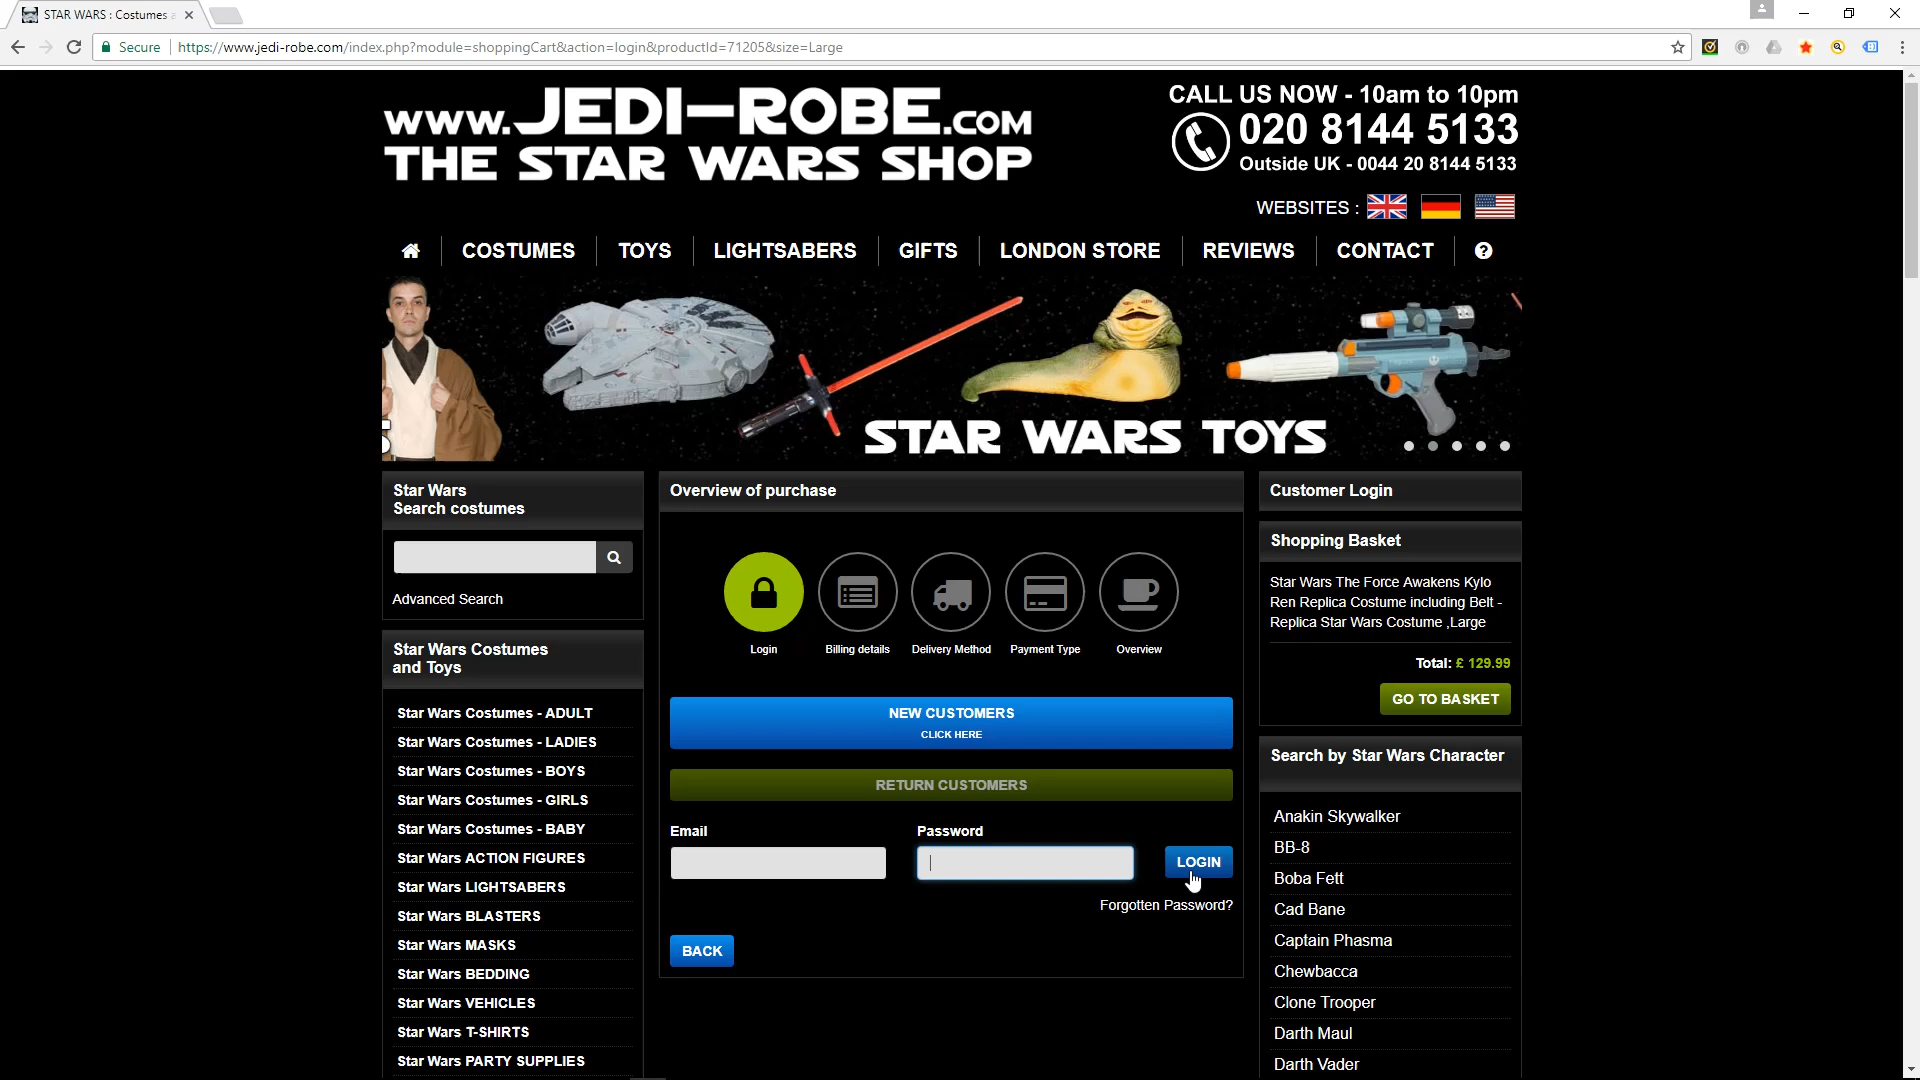 STAR WARS : Costumes a
Secure
https://www.jedi-robe.com/index.php?module=shoppingCart&action=login&productId=71205&size=Large
www.JEDI-ROBE.com
THE STAR WARS SHOP
CALL US NOW - 10am to 10pm
020 8144 5133
Outside UK - 0044 20 8144 5133
WEBSITES :
COSTUMES
TOYS
LIGHTSABERS
GIFTS
LONDON STORE
REVIEWS
CONTACT
?
STAR WARS TOYS
Star Wars
Search costumes
Advanced Search
Star Wars Costumes
and Toys
Star Wars Costumes - ADULT
Star Wars Costumes - LADIES
Star Wars Costumes - BOYS
Star Wars Costumes - GIRLS
Star Wars Costumes - BABY
Star Wars ACTION FIGURES
Star Wars LIGHTSABERS
Star Wars BLASTERS
Star Wars MASKS
Star Wars BEDDING
Star Wars VEHICLES
Star Wars T-SHIRTS
Star Wars PARTY SUPPLIES
Overview of purchase
Login
Billing details
Delivery Method
Payment Type
Overview
NEW CUSTOMERS
CLICK HERE
RETURN CUSTOMERS
Email
Password
LOGIN
Forgotten Password?
BACK
Customer Login
Shopping Basket
Star Wars The Force Awakens Kylo
Ren Replica Costume including Belt -
Replica Star Wars Costume ,Large
Total: £ 129.99
GO TO BASKET
Search by Star Wars Character
Anakin Skywalker
BB-8
Boba Fett
Cad Bane
Captain Phasma
Chewbacca
Clone Trooper
Darth Maul
Darth Vader